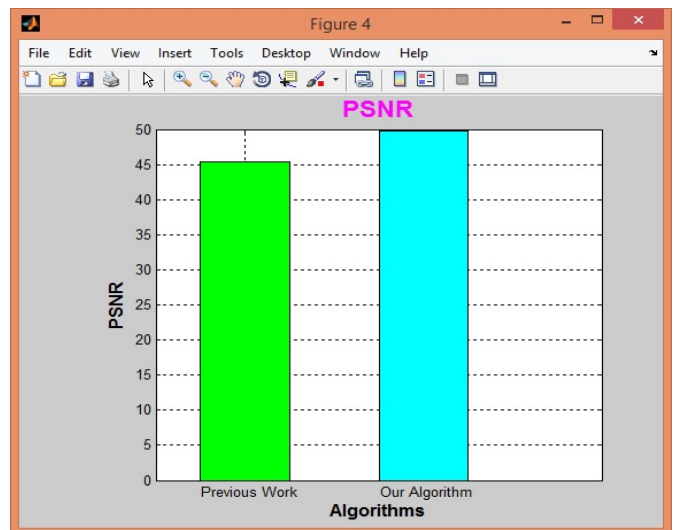 Figure 4
File Edit View Insert Tools Desktop Window Help
PSNR
50
45
40
35
30
25
20
15
10
5
0
PSNR
Previous Work Our Algorithm
Algorithms